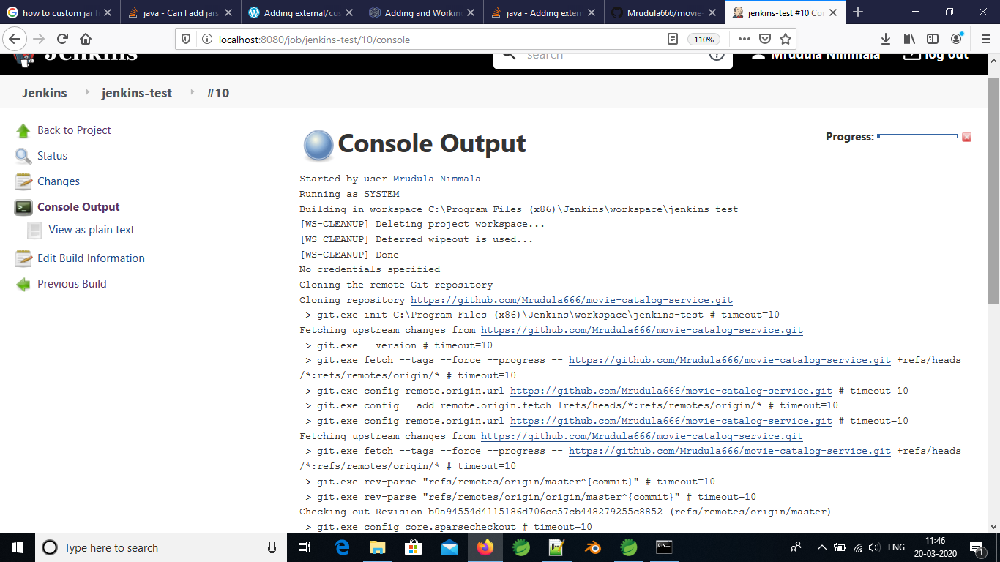 how to custom jar f
java - Can I add jars
Adding external/cus
Adding and Workin
java - Adding extern
Mrudula666/movie-
jenkins-test #10 Con
localhost:8080/job/jenkins-test/10/console
110%
Jenkins
search
Mrudula Nimmala
log out
Jenkins
jenkins-test
#10
Back to Project
Status
Changes
Console Output
View as plain text
Edit Build Information
Previous Build
Console Output
Progress:
Started by user Mrudula Nimmala
Running as SYSTEM
Building in workspace C:\Program Files (x86)\Jenkins\workspace\jenkins-test
[WS-CLEANUP] Deleting project workspace...
[WS-CLEANUP] Deferred wipeout is used...
[WS-CLEANUP] Done
No credentials specified
Cloning the remote Git repository
Cloning repository https://github.com/Mrudula666/movie-catalog-service.git
> git.exe init C:\Program Files (x86)\Jenkins\workspace\jenkins-test # timeout=10
Fetching upstream changes from https://github.com/Mrudula666/movie-catalog-service.git
> git.exe --version # timeout=10
> git.exe fetch --tags --force --progress -- https://github.com/Mrudula666/movie-catalog-service.git +refs/heads
/*:refs/remotes/origin/* # timeout=10
> git.exe config remote.origin.url https://github.com/Mrudula666/movie-catalog-service.git # timeout=10
> git.exe config --add remote.origin.fetch +refs/heads/*:refs/remotes/origin/* # timeout=10
> git.exe config remote.origin.url https://github.com/Mrudula666/movie-catalog-service.git # timeout=10
Fetching upstream changes from https://github.com/Mrudula666/movie-catalog-service.git
> git.exe fetch --tags --force --progress -- https://github.com/Mrudula666/movie-catalog-service.git +refs/heads
/*:refs/remotes/origin/* # timeout=10
> git.exe rev-parse "refs/remotes/origin/master^{commit}" # timeout=10
> git.exe rev-parse "refs/remotes/origin/origin/master^{commit}" # timeout=10
Checking out Revision b0a94554d4115186d706cc57cb448279255c8852 (refs/remotes/origin/master)
> git.exe config core.sparsecheckout # timeout=10
Type here to search
ENG
11:46
20-03-2020
1